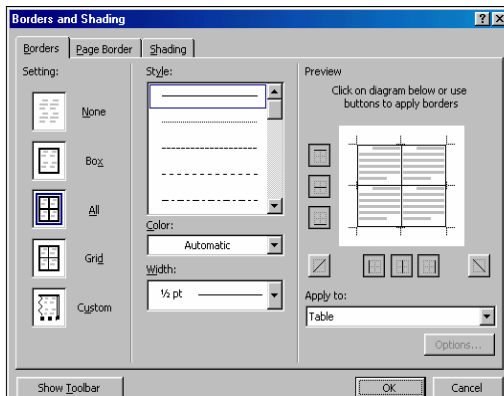 Borders and Shading
Borders
Page Border
Shading
Setting:
None
Box
All
Grid
Custom
Style:
Color:
Automatic
Width:
½ pt
Preview
Click on diagram below or use
buttons to apply borders
Apply to:
Table
Options...
Show Toolbar
OK
Cancel